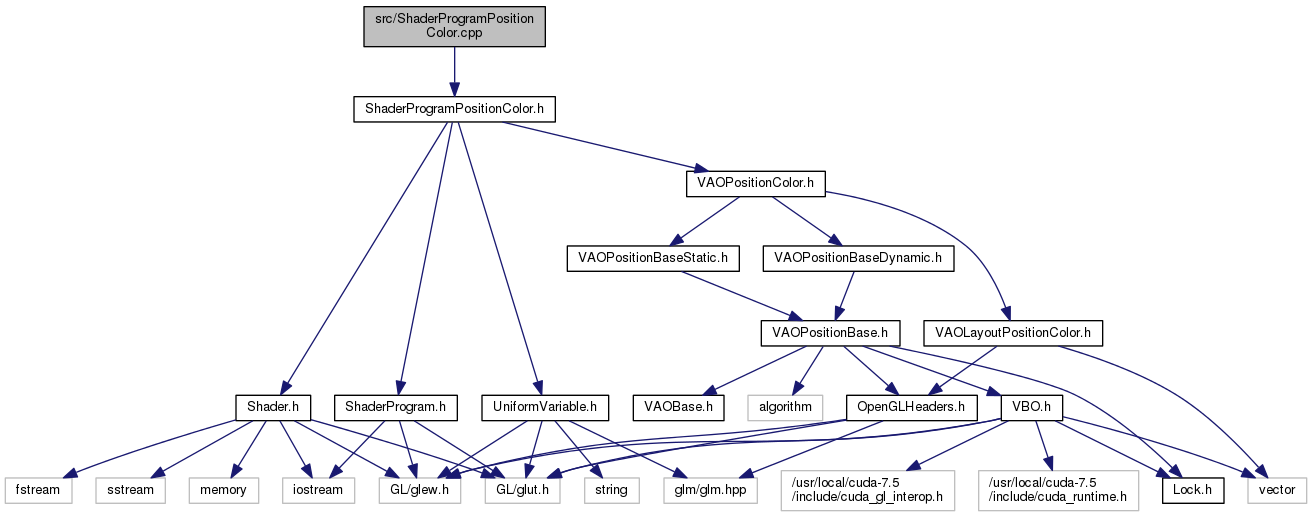 src/ShaderProgramPosition
Color.cpp
ShaderProgramPositionColor.h
VAOPositionColor.h
VAOPositionBaseStatic.h
VAOPositionBaseDynamic.h
VAOPositionBase.h
VAOLayoutPositionColor.h
Shader.h
ShaderProgram.h
UniformVariable.h
VAOBase.h
algorithm
OpenGLHeaders.h
VBO.h
fstream
sstream
memory
iostream
GL/glew.h
GL/glut.h
string
glm/glm.hpp
/usr/local/cuda-7.5
/include/cuda_gl_interop.h
/usr/local/cuda-7.5
/include/cuda_runtime.h
Lock.h
vector